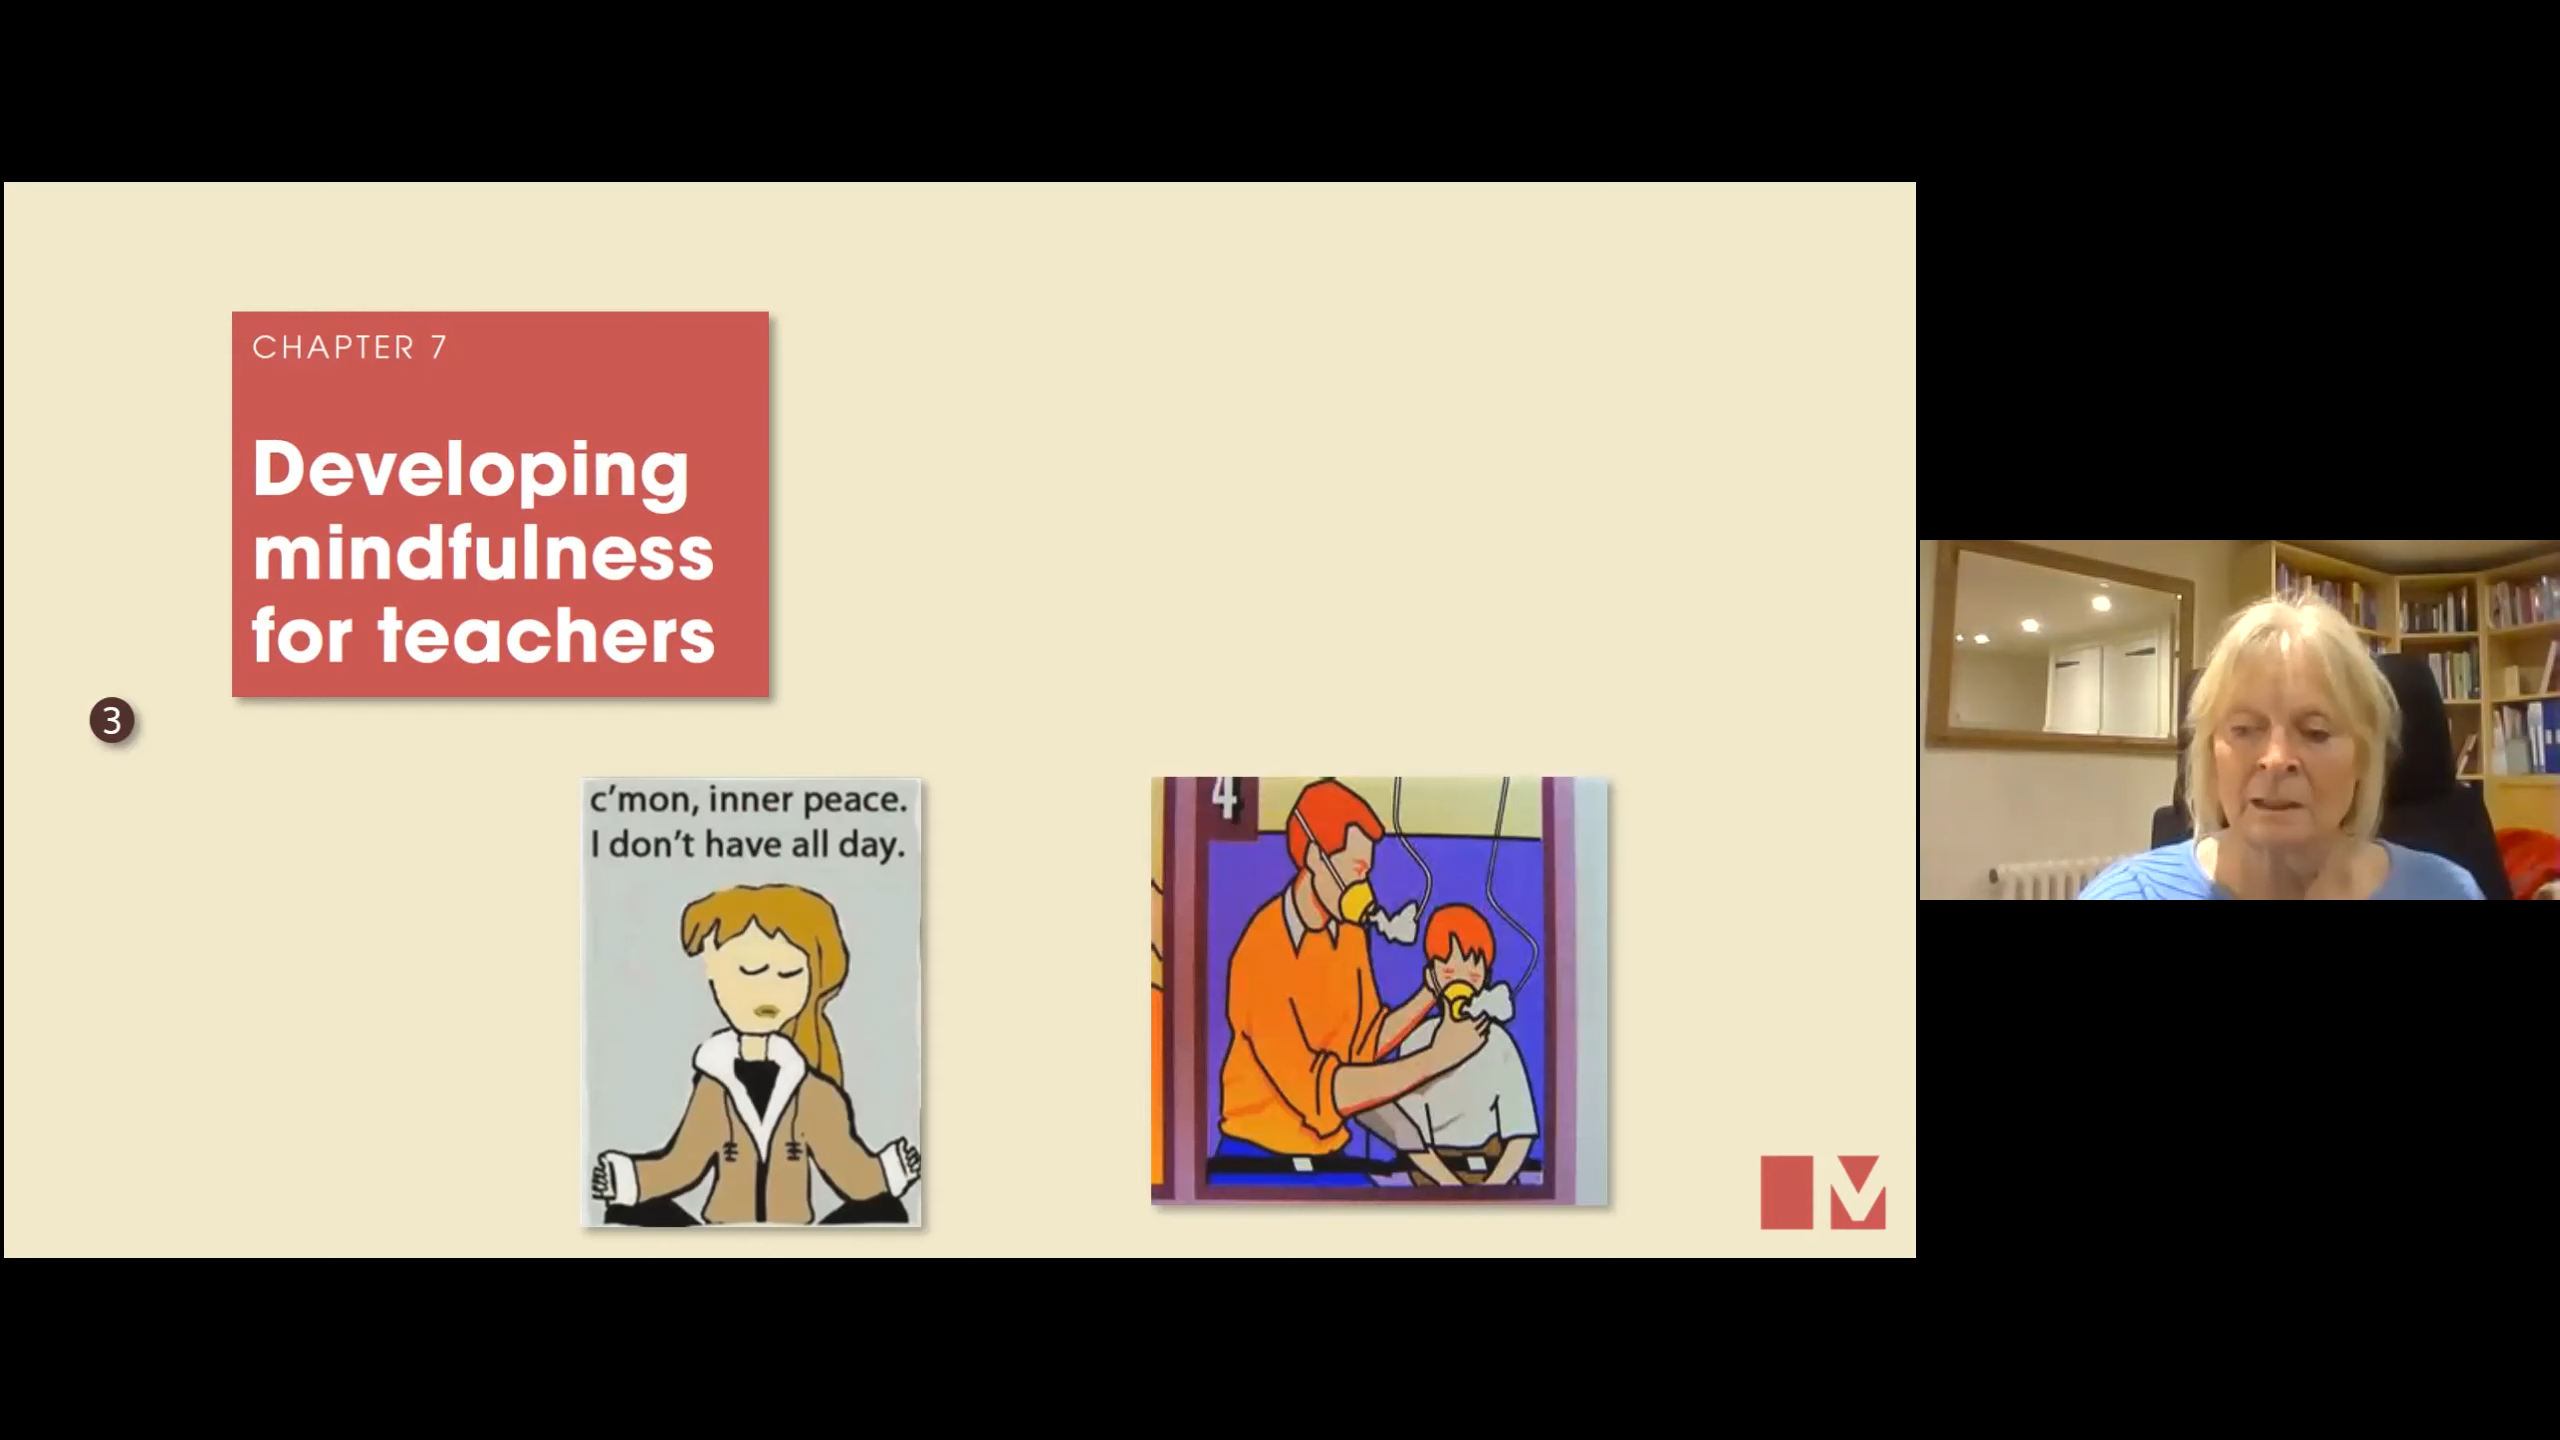 CHAPTER 7
Developing
mindfulness
for teachers
3
c'mon, inner peace.
I don't have all day.
4